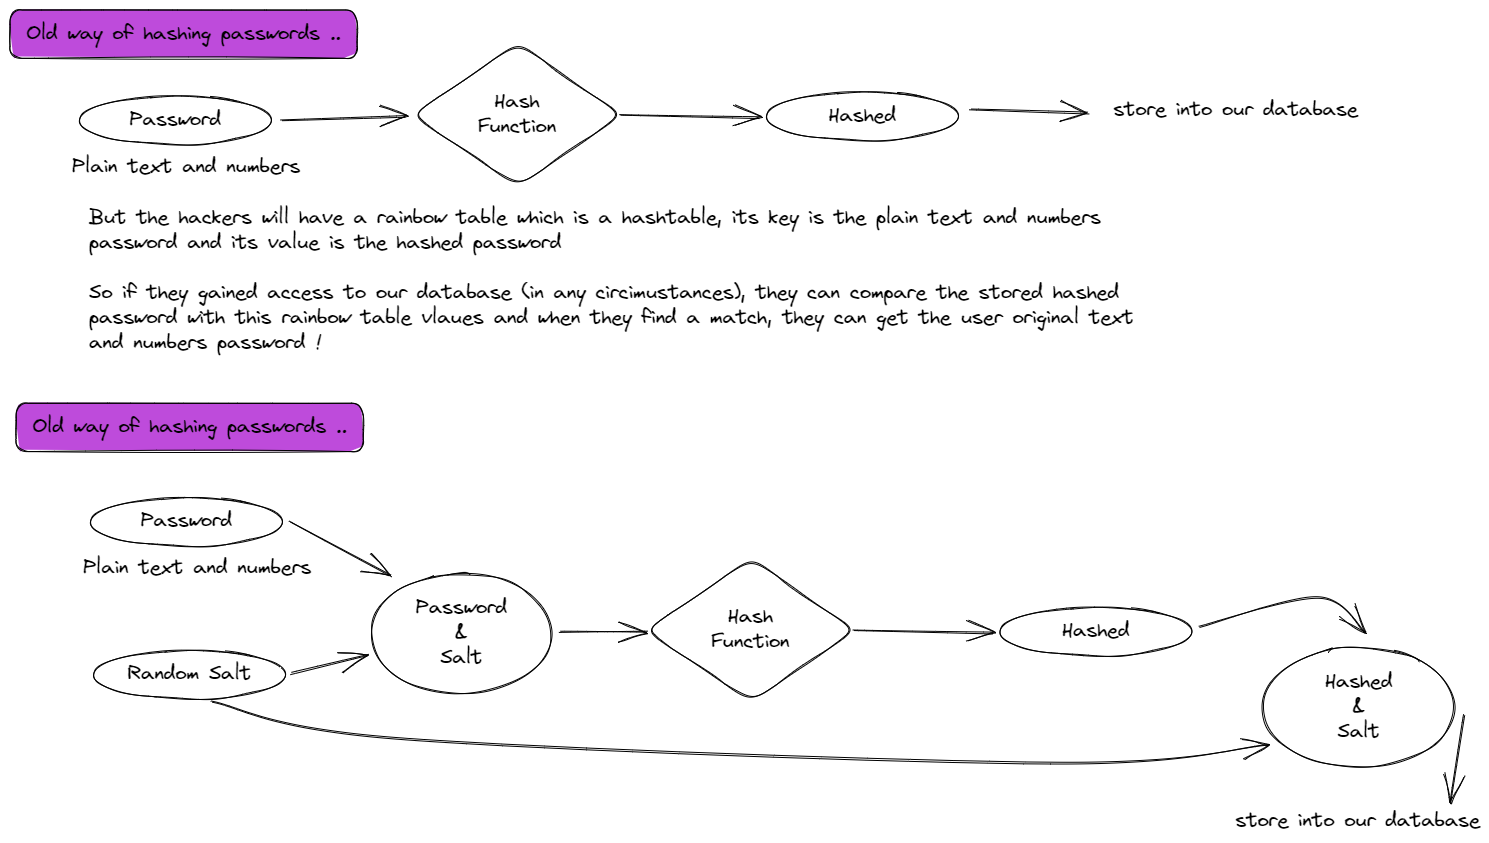 Old way of hashing passwords ..
Password
Hash
Function
Hashed
store into our database
Plain text and numbers
But the hackers will have a rainbow table which is a hashtable, its key is the plain text and numbers
password and its value is the hashed password
So if they gained access to our database (in any circimustances), they can compare the stored hashed
password with this rainbow table vlaues and when they find a match, they can get the user original text
and numbers password !
Old way of hashing passwords ..
Password
Plain text and numbers
Random Salt
Password
&
Salt
Hash
Function
Hashed
Hashed
&
Salt
store into our database